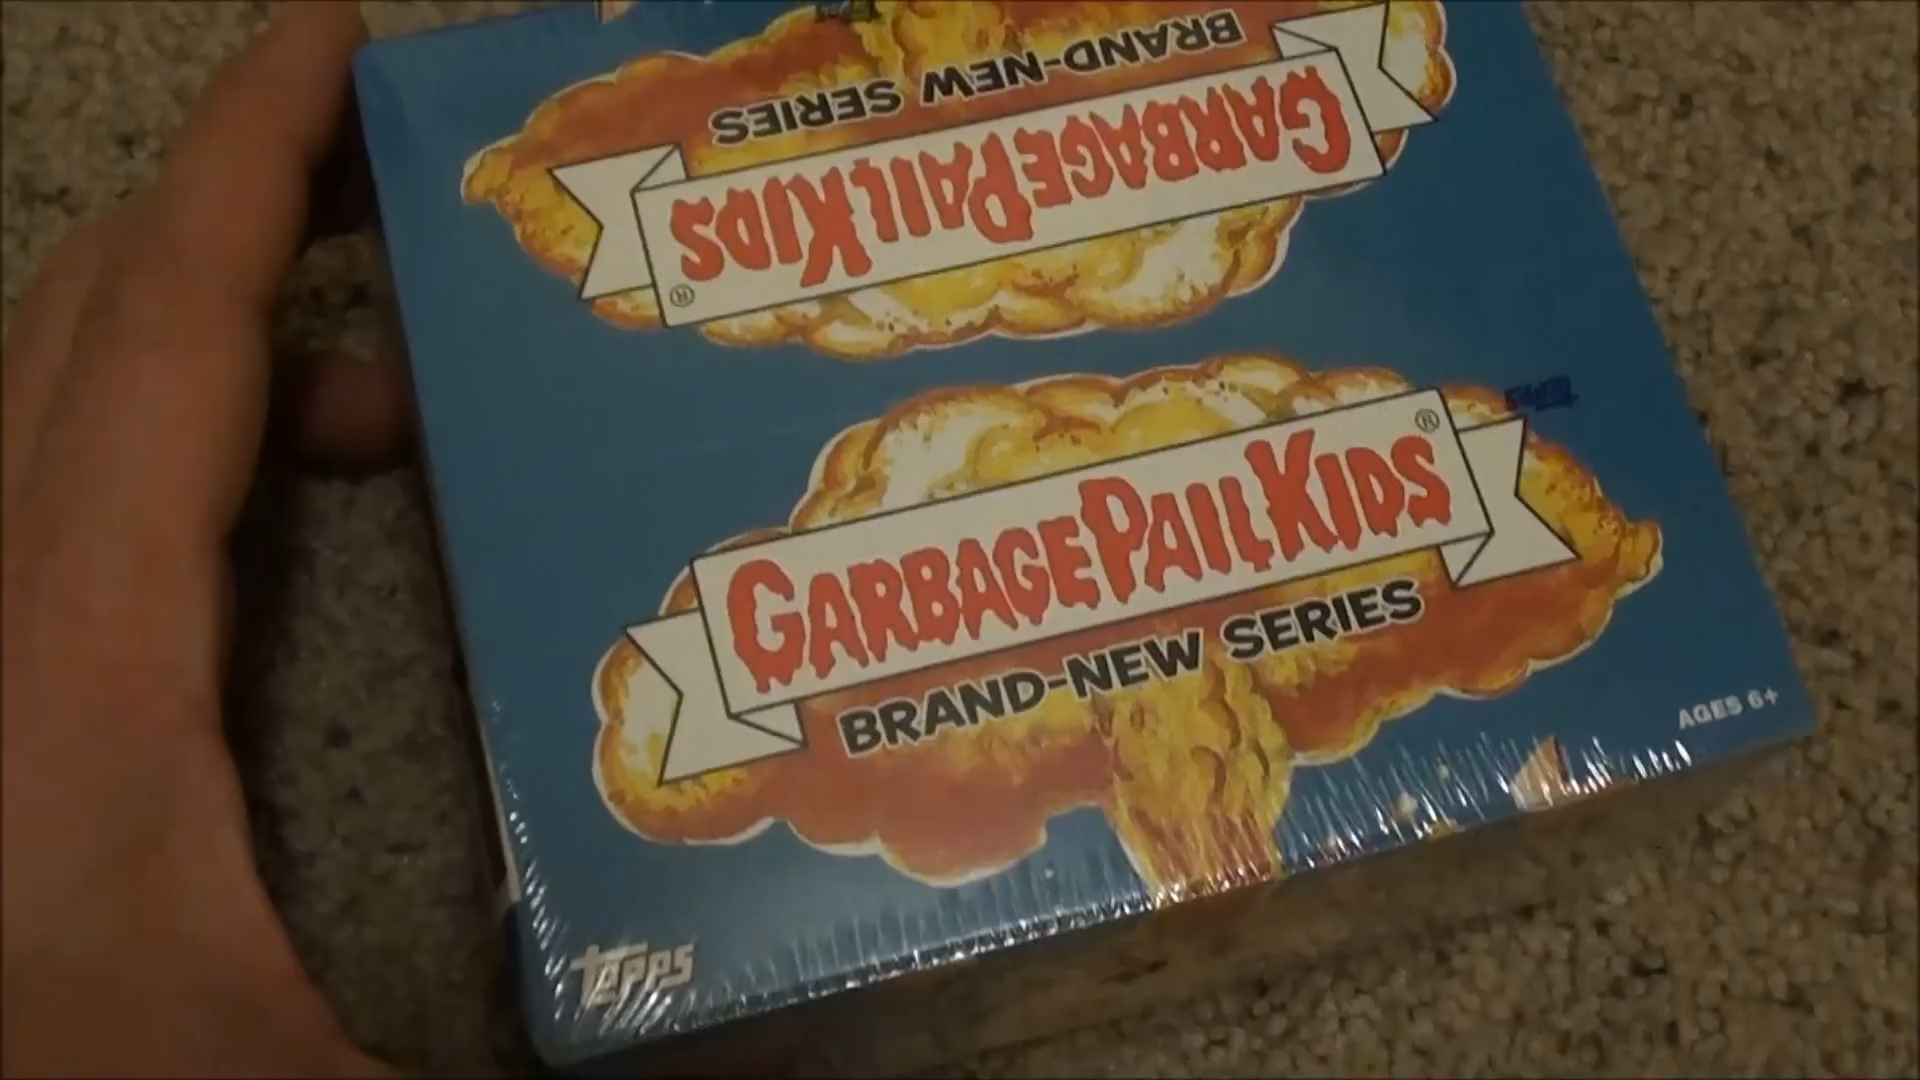 BRAND-NEW SERIES
GARBAGE PAIL KIDS
®
®
GARBAGE PAIL KIDS
BRAND-NEW SERIES
AGES 6+
TOPPS